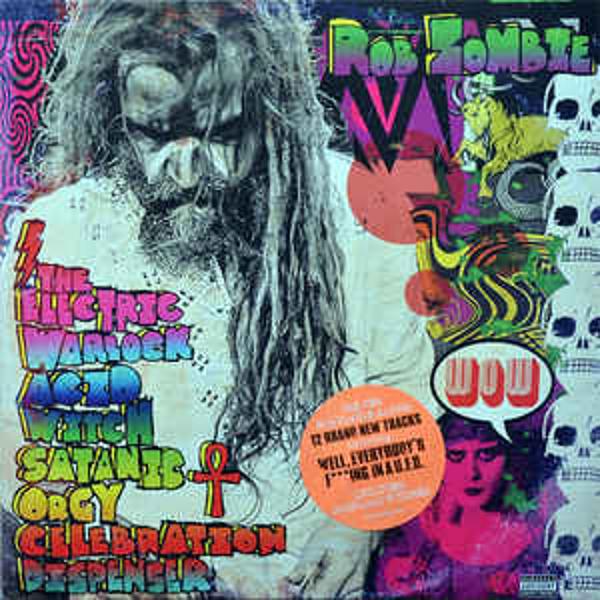 ROB ZOMBIE
THE
ELECTRIC
WARLOCK
ACID
WITCH
SATANIC
ORGY
CELEBRATION
DISPENSER
WOW
12 BRAND NEW TRACKS
WELL, EVERYBODY'S
F***ING IN A U.F.O.